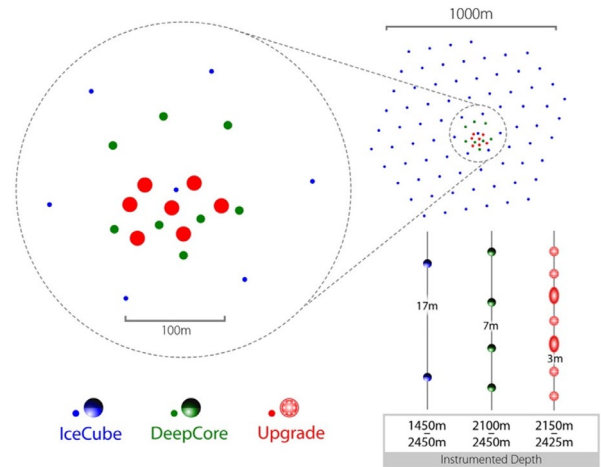 1000m
100m
17m
7m
3m
IceCube
DeepCore
Upgrade
1450m
2450m
2100m
2450m
2150m
2425m
Instrumented Depth